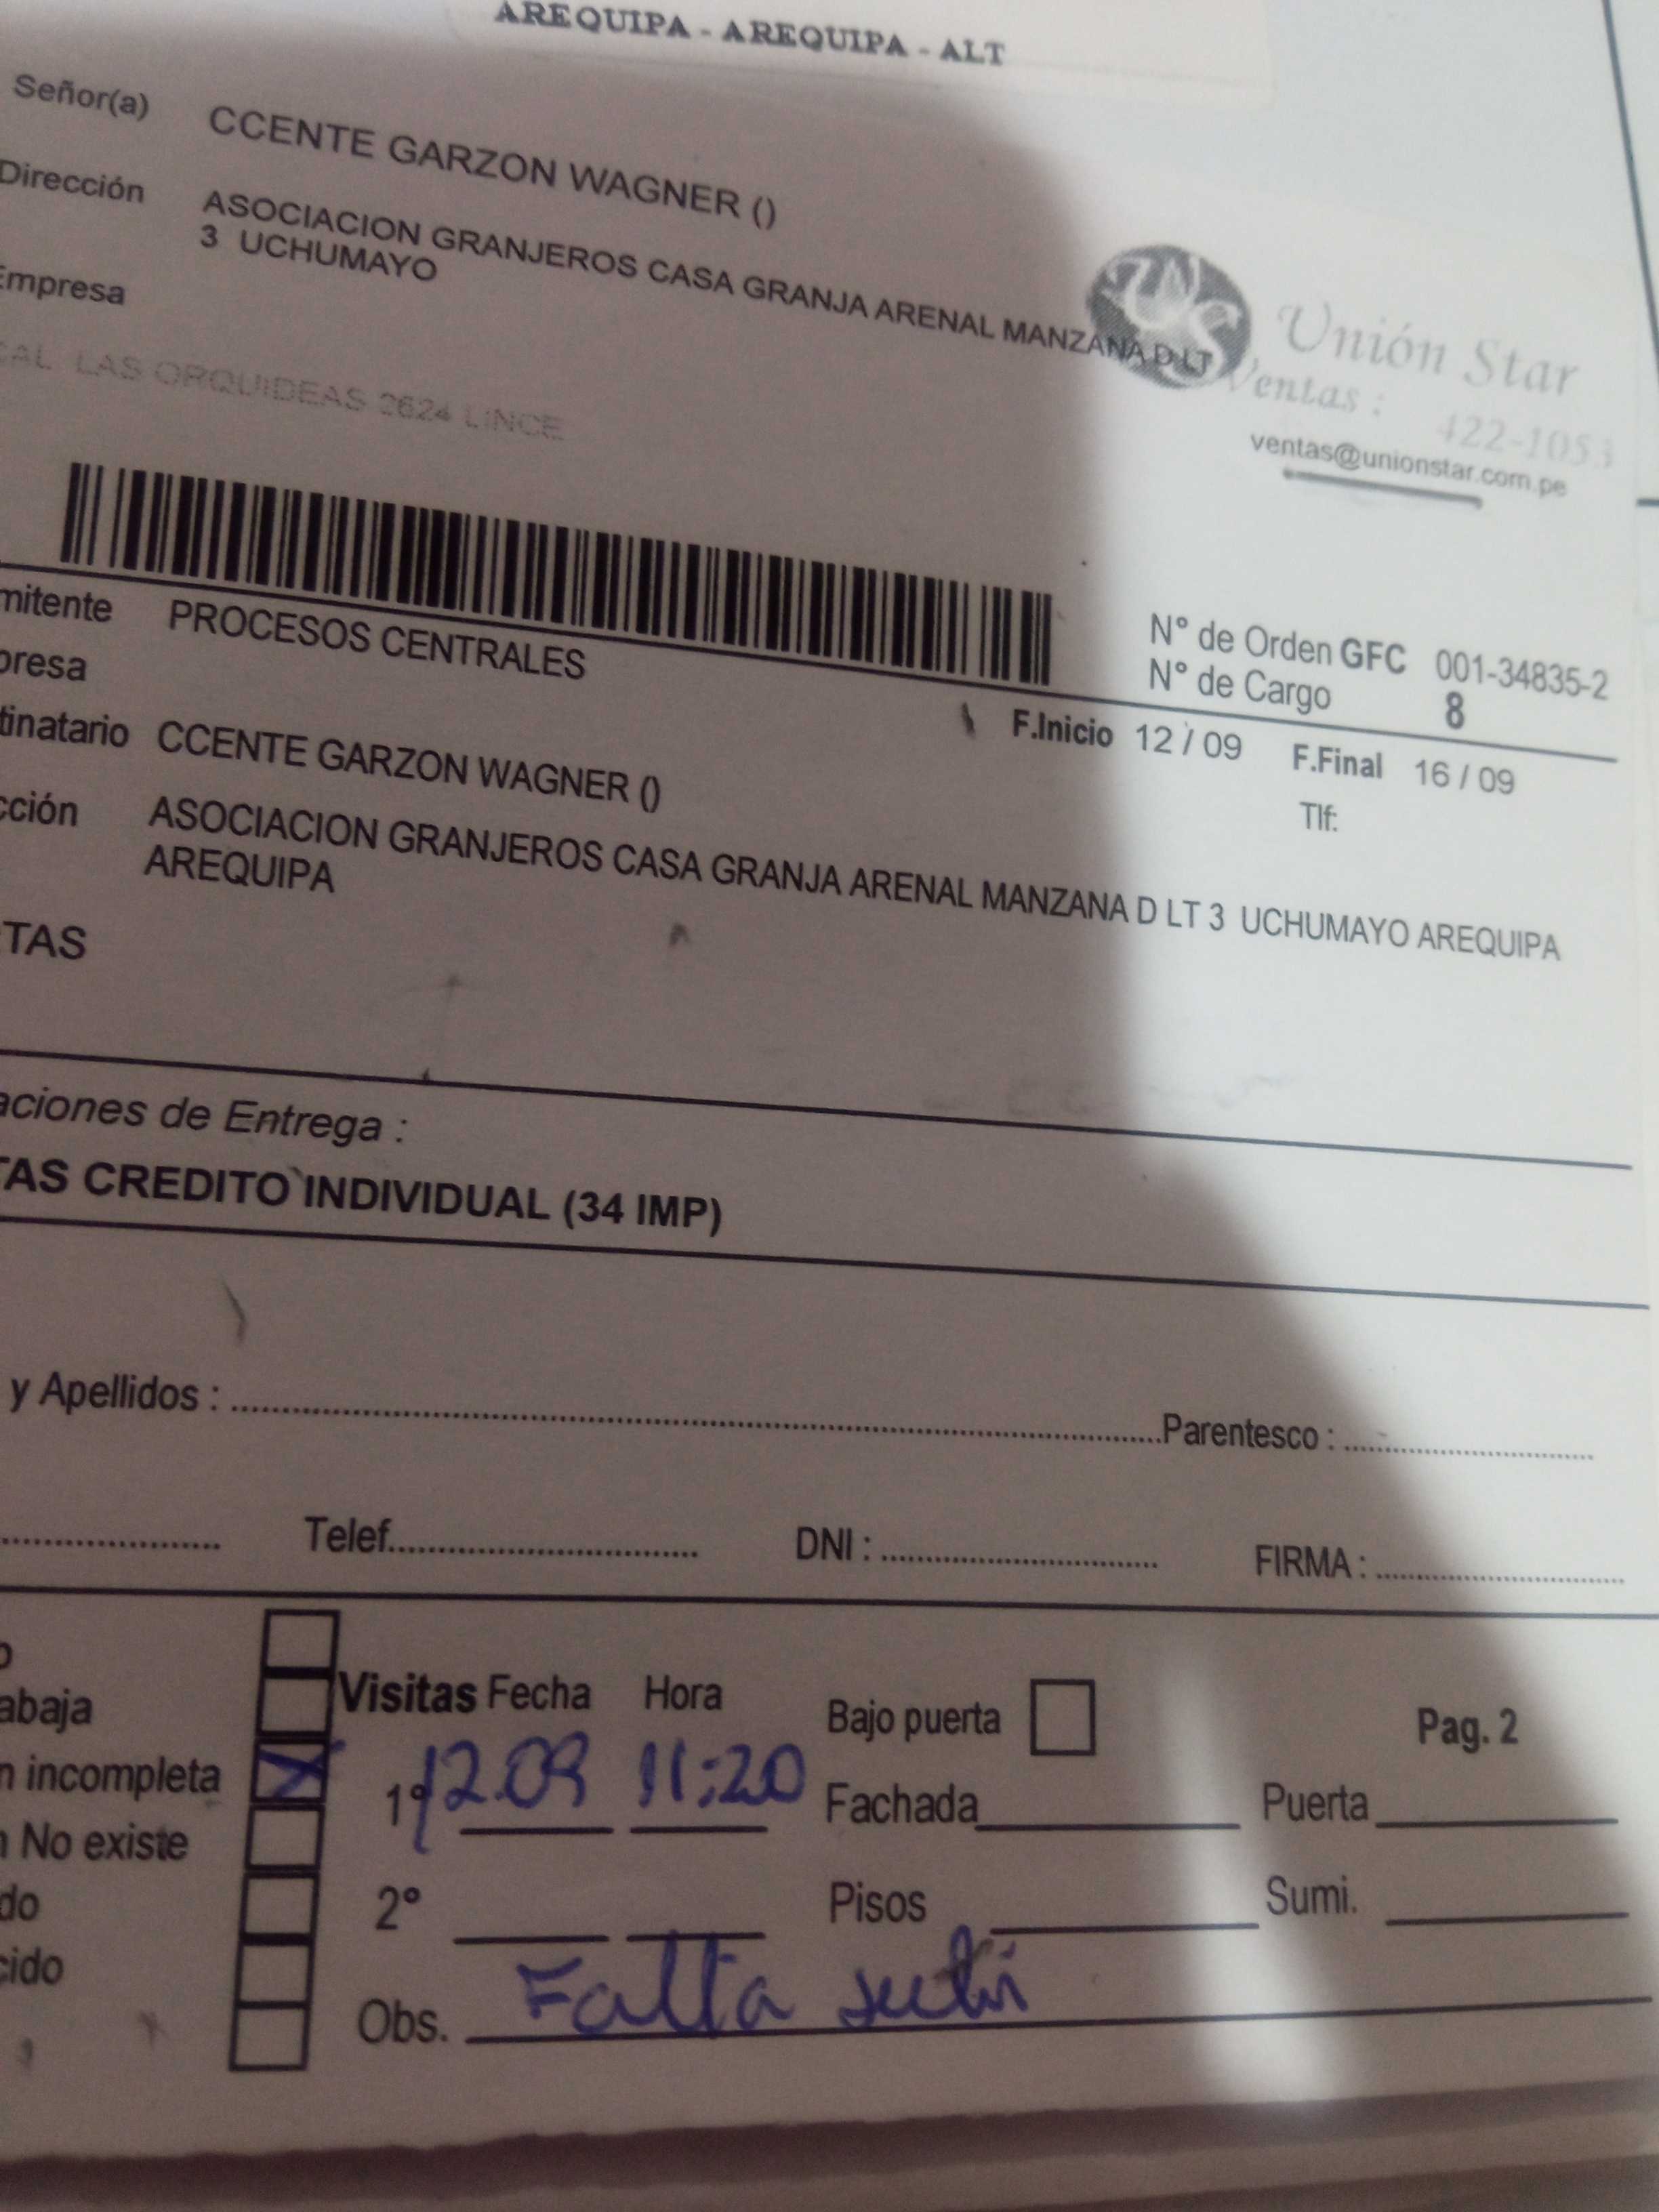 AREQUIPA - AREQUIPA - ALT
Señor(a) CCENTE GARZON WAGNER ()
Dirección ASOCIACION GRANJEROS CASA GRANJA ARENAL MANZANA D LT
3 UCHUMAYO
Empresa
Unión Star
Ventas : 422-1053
ventas@unionstar.com.pe
CAL LAS ORQUIDEAS 2624 LINCE
N° de Orden GFC 001-34835-2
N° de Cargo 8
mitente PROCESOS CENTRALES
presa
F.Inicio 12 / 09 F.Final 16 / 09
tinatario CCENTE GARZON WAGNER ()
Tlf:
cción ASOCIACION GRANJEROS CASA GRANJA ARENAL MANZANA D LT 3 UCHUMAYO AREQUIPA
AREQUIPA
TAS
aciones de Entrega :
TAS CREDITO INDIVIDUAL (34 IMP)
y Apellidos : Parentesco :
Telef. DNI : FIRMA :
o
abaja
n incompleta
n No existe
do
cido
Visitas Fecha Hora Bajo puerta Pag. 2
1° 12.09 11:20 Fachada Puerta
2° Pisos Sumi.
Obs. Falta